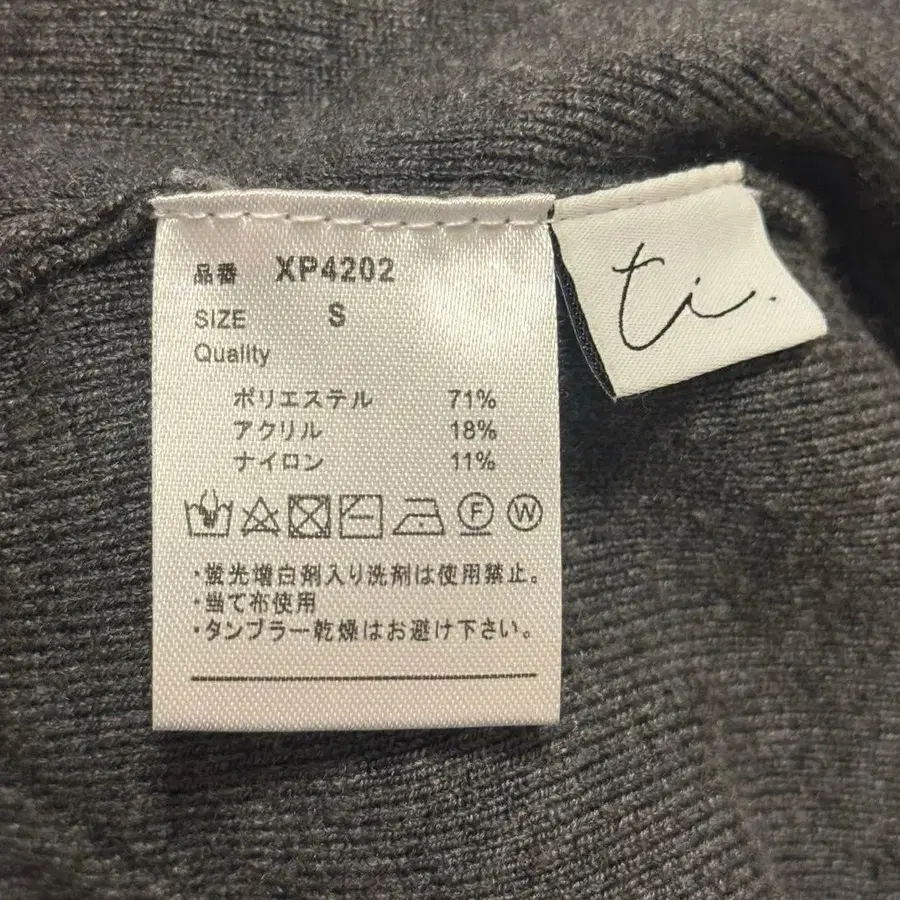 品番 XP4202
SIZE S
Quality
ポリエステル 71%
アクリル 18%
ナイロン 11%
F W
・蛍光増白剤入り洗剤は使用禁止。
・当て布使用
・タンブラー乾燥はお避け下さい。
ti.